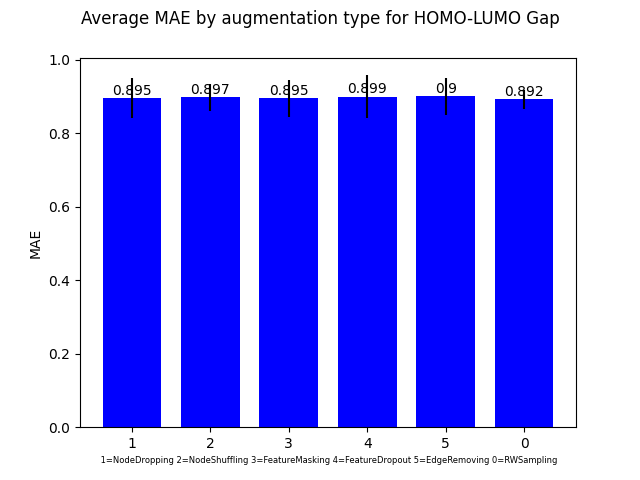 Average MAE by augmentation type for HOMO-LUMO Gap
1.0
0.8
0.6
0.4
0.2
0.0
MAE
0.895 0.897 0.895 0.899 0.9 0.892
1 2 3 4 5 0
1=NodeDropping 2=NodeShuffling 3=FeatureMasking 4=FeatureDropout 5=EdgeRemoving 0=RWSampling